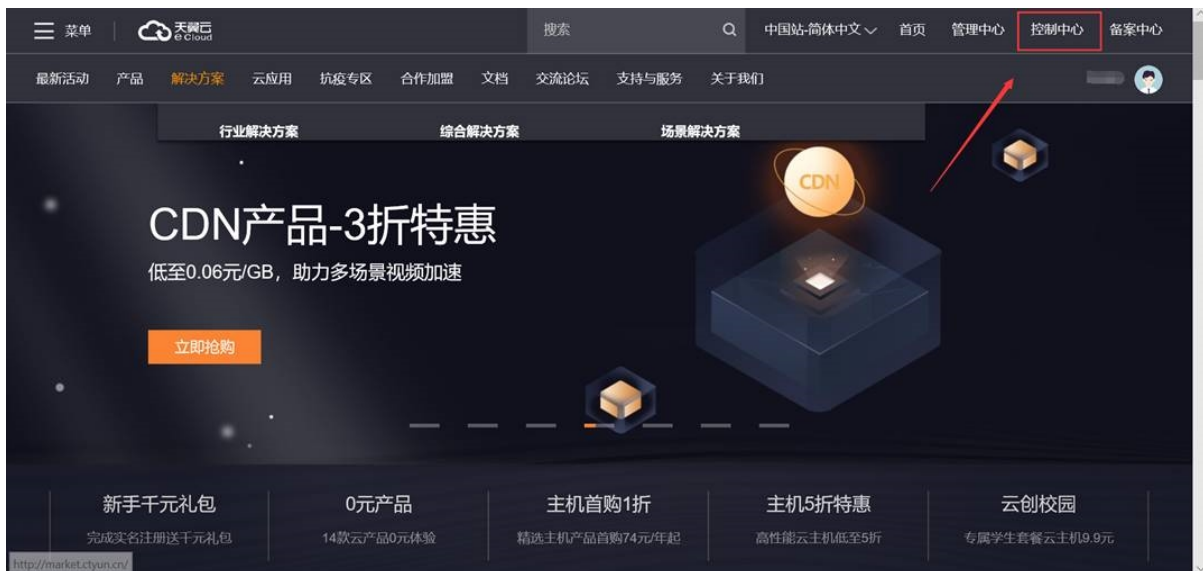 菜单 天翼云 e Cloud 搜索 中国站-简体中文 首页 管理中心 控制中心 备案中心
最新活动 产品 解决方案 云应用 抗疫专区 合作加盟 文档 交流论坛 支持与服务 关于我们
行业解决方案 综合解决方案 场景解决方案
CDN
CDN产品-3折特惠
低至0.06元/GB，助力多场景视频加速
立即抢购
新手千元礼包 0元产品 主机首购1折 主机5折特惠 云创校园
完成实名注册送千元礼包 14款云产品0元体验 精选主机产品首购74元/年起 高性能云主机低至5折 专属学生套餐云主机9.9元
http://market.ctyun.cn/